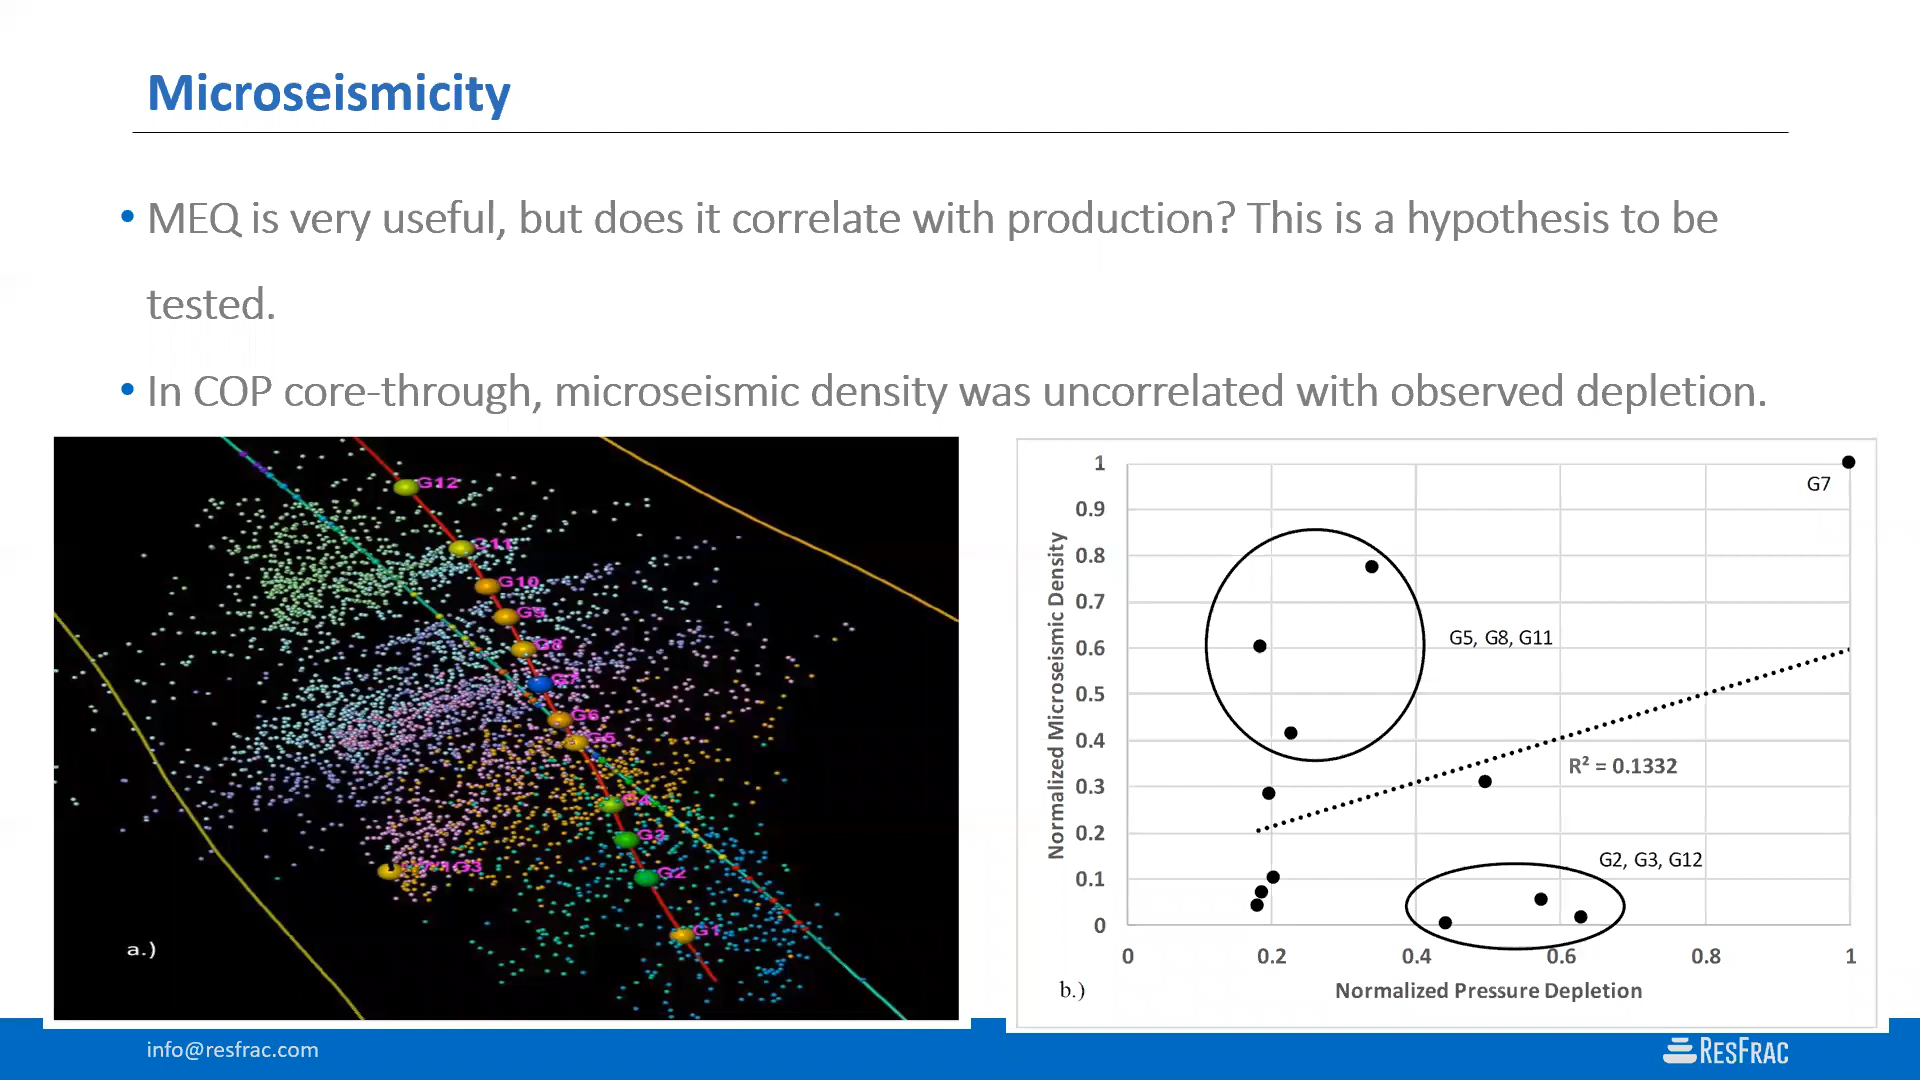 Microseismicity
• MEQ is very useful, but does it correlate with production? This is a hypothesis to be
tested.
• In COP core-through, microseismic density was uncorrelated with observed depletion.
G12
G11
G10
G9
G8
G7
G6
G5
G4
G3
G2
G1
G3
a.)
1
0.9
0.8
0.7
0.6
0.5
0.4
0.3
0.2
0.1
0
Normalized Microseismic Density
G7
G5, G8, G11
R² = 0.1332
G2, G3, G12
0 0.2 0.4 0.6 0.8 1
Normalized Pressure Depletion
b.)
info@resfrac.com
RESFRAC